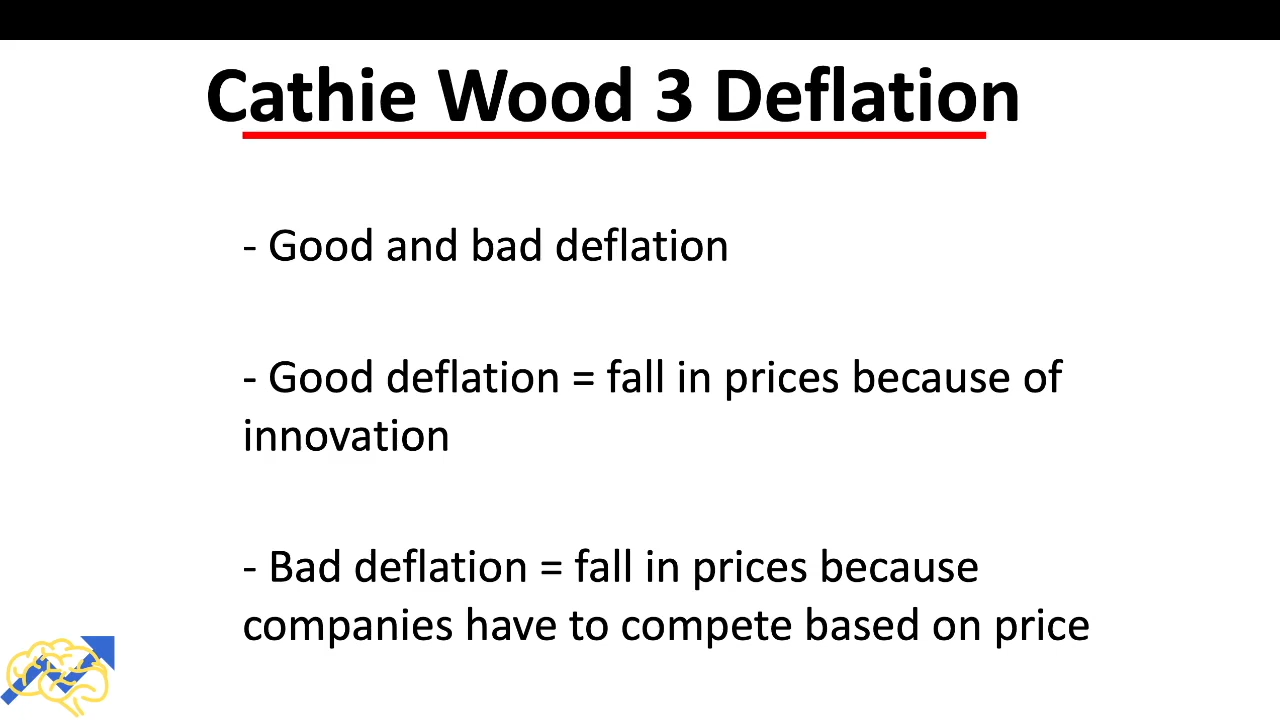 Cathie Wood 3 Deflation
- Good and bad deflation
- Good deflation = fall in prices because of
innovation
- Bad deflation = fall in prices because
companies have to compete based on price